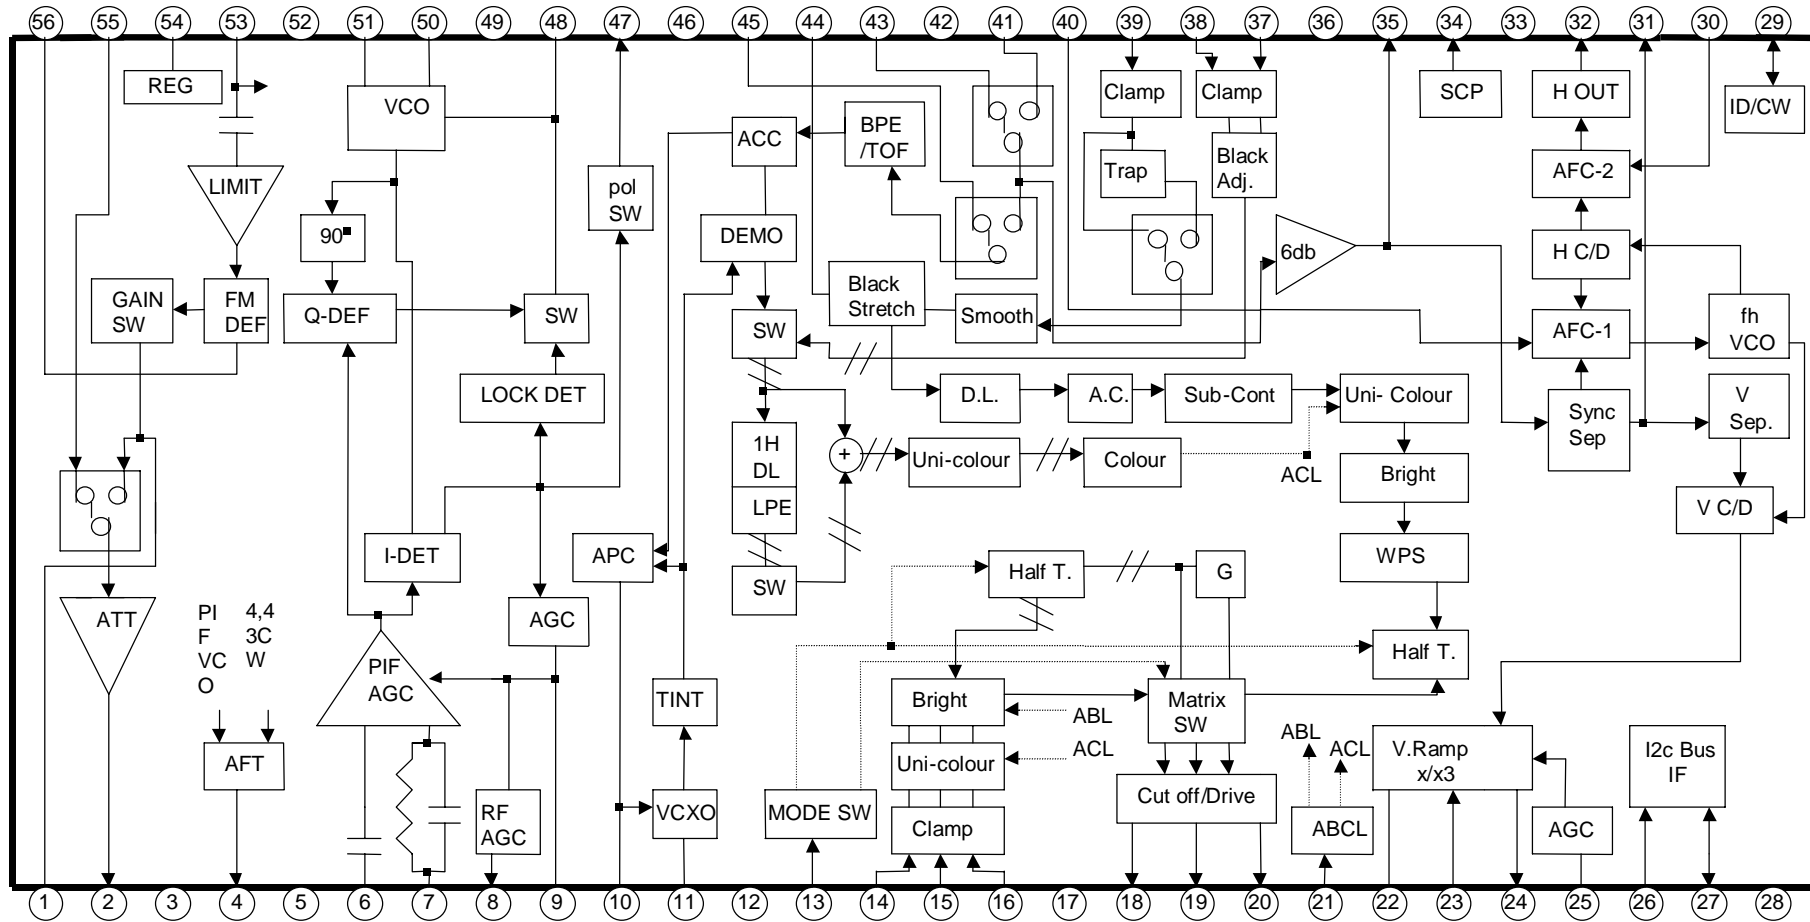 56 55 54 53 52 51 50 49 48 47 46 45 44 43 42 41 40 39 38 37 36 35 34 33 32 31 30 29
REG
VCO
LIMIT
90
GAIN
SW
FM
DEF
Q-DEF
SW
LOCK DET
pol
SW
ACC
BPE
/TOF
DEMO
SW
Black
Stretch
Smooth
Clamp
Trap
Clamp
Black
Adj.
6db
SCP
H OUT
AFC-2
H C/D
AFC-1
fh
VCO
ID/CW
D.L.
A.C.
Sub-Cont
Uni- Colour
Sync
Sep
V
Sep.
1H
DL
LPE
+
Uni-colour
Colour
ACL
Bright
V C/D
I-DET
APC
SW
Half T.
G
WPS
ATT
PI
F
VC
O
4,4
3C
W
AGC
PIF
AGC
TINT
Half T.
Bright
ABL
Matrix
SW
AFT
Uni-colour
ACL
ABL
ACL
V.Ramp
x/x3
I2c Bus
IF
RF
AGC
VCXO
MODE SW
Clamp
Cut off/Drive
ABCL
AGC
1 2 3 4 5 6 7 8 9 10 11 12 13 14 15 16 17 18 19 20 21 22 23 24 25 26 27 28